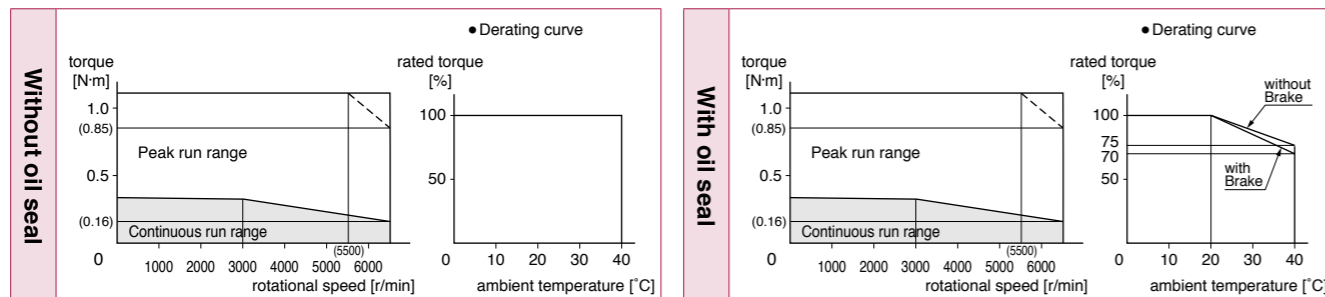 Without oil seal
● Derating curve
torque
[N·m]
1.0
(0.85)
0.5
(0.16)
0
Peak run range
Continuous run range
(5500)
1000 2000 3000 4000 5000 6000
rotational speed [r/min]
rated torque
[%]
100
50
0 10 20 30 40
ambient temperature [˚C]
With oil seal
● Derating curve
torque
[N·m]
1.0
(0.85)
0.5
(0.16)
0
Peak run range
Continuous run range
(5500)
1000 2000 3000 4000 5000 6000
rotational speed [r/min]
rated torque
[%]
without
Brake
100
75
70
50
with
Brake
0 10 20 30 40
ambient temperature [˚C]